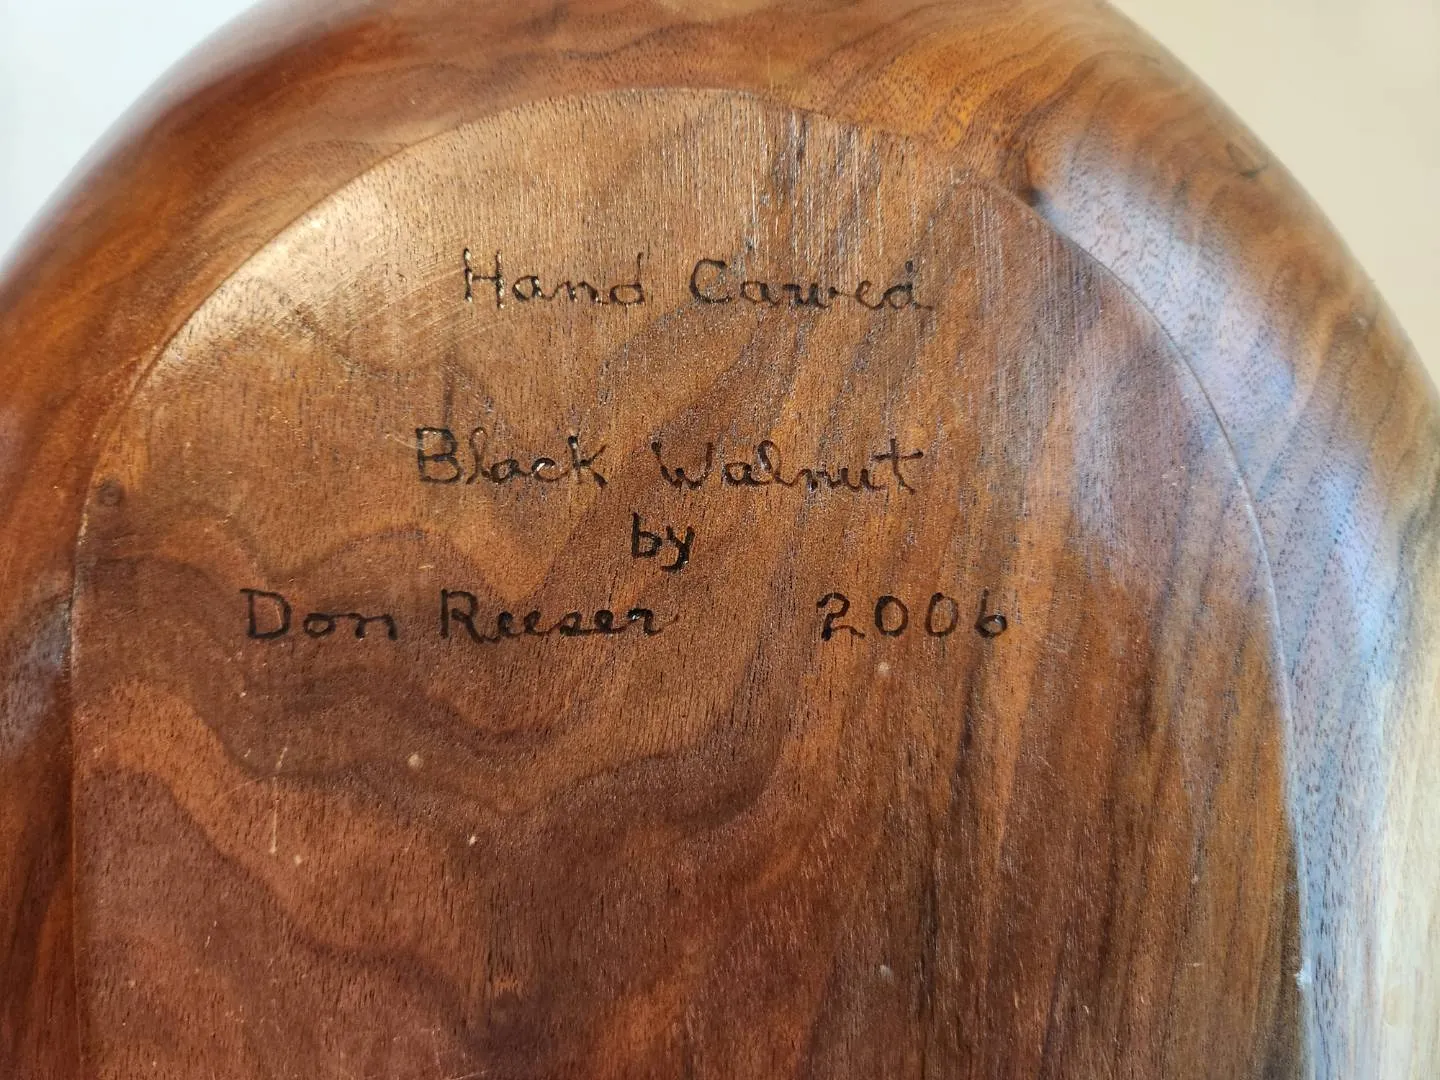 Hand Carved
Black Walnut
by
Don Reeser 2006